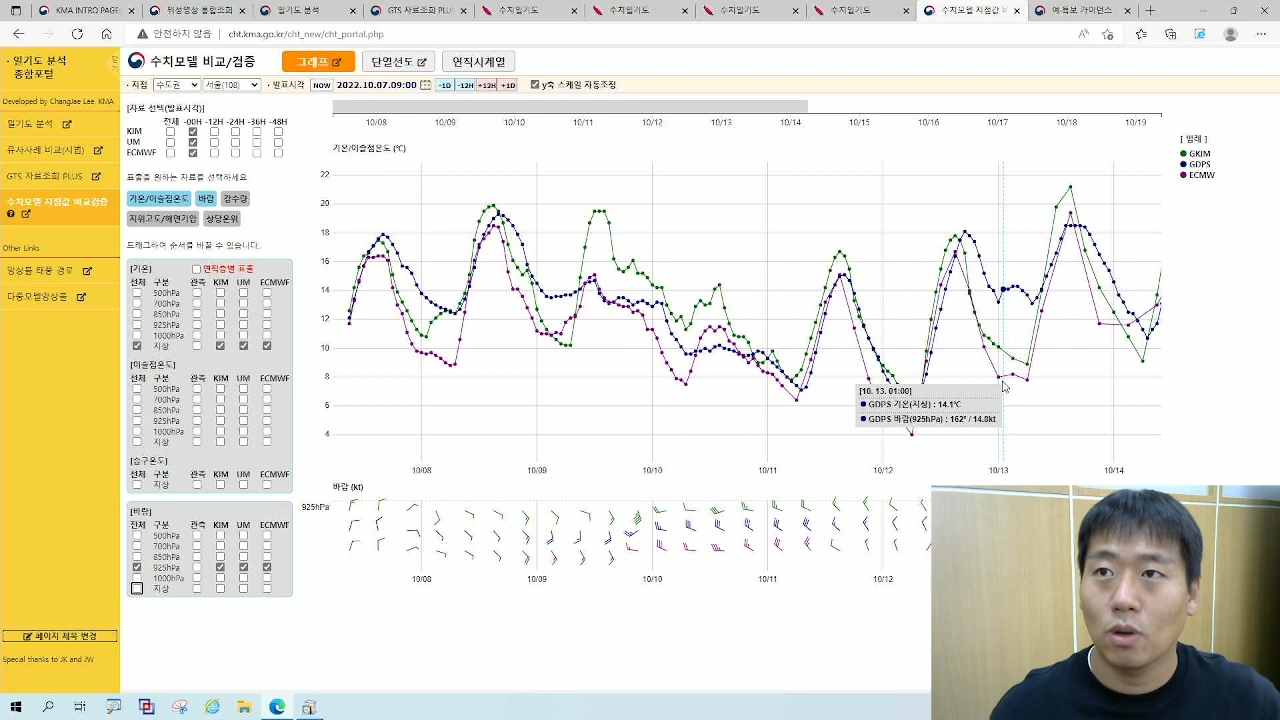 KMA INTRO PAGE
위성영상 통합조회
일기도 분석
GTS 자료조회 PLUS
수치일기도
수치일기도
수치일기도
수치일기도
수치모델 지점값 비
예·특보 가이던스
안전하지 않음
cht.kma.go.kr/cht_new/cht_portal.php
· 일기도 분석
종합포털
Developed by ChangJae Lee, KMA
일기도 분석
유사사례 비교(시범)
GTS 자료조회 PLUS
수치모델 지점값 비교검증
Other Links
앙상블 태풍 경로
다중모델앙상블
페이지 제목 변경
Special thanks to JK and JW
수치모델 비교/검증
그래프
단열선도
연직시계열
· 지점
수도권
서울(108)
· 발표시각
NOW
2022.10.07.09:00
-1D
-12H
+12H
+1D
y축 스케일 자동조정
[자료 선택(발표시각)]
전체 -00H -12H -24H -36H -48H
KIM
UM
ECMWF
표출을 원하는 자료를 선택하세요
기온/이슬점온도
바람
강수량
지위고도/해면기압
상당온위
드래그하여 순서를 바꿀 수 있습니다.
[기온]
연직층별 표출
전체 구분 관측 KIM UM ECMWF
500hPa
700hPa
850hPa
925hPa
1000hPa
지상
[이슬점온도]
전체 구분 관측 KIM UM ECMWF
500hPa
700hPa
850hPa
925hPa
1000hPa
지상
[습구온도]
전체 구분 관측 KIM UM ECMWF
지상
[바람]
전체 구분 관측 KIM UM ECMWF
500hPa
700hPa
850hPa
925hPa
1000hPa
지상
10/08 10/09 10/10 10/11 10/12 10/13 10/14 10/15 10/16 10/17 10/18 10/19
기온/이슬점온도 (℃)
22
20
18
16
14
12
10
8
6
4
10/08 10/09 10/10 10/11 10/12 10/13 10/14
[10. 13. 01:00]
GDPS 기온(지상) : 14.1℃
GDPS 바람(925hPa) : 162° / 14.8kt
[ 범례 ]
GKIM
GDPS
ECMW
바람 (kt)
925hPa
10/08 10/09 10/10 10/11 10/12